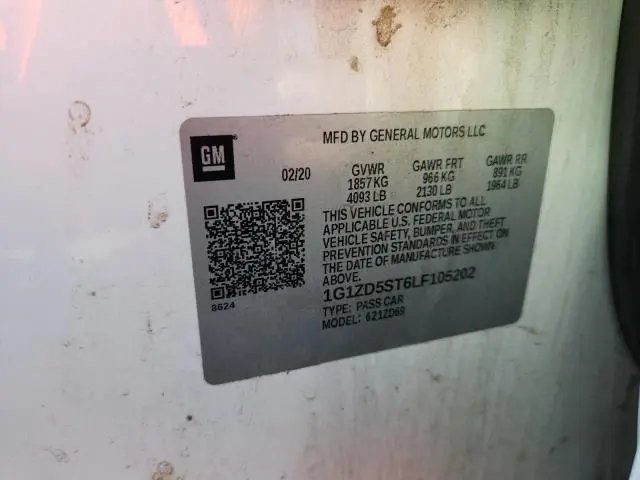 GM
MFD BY GENERAL MOTORS LLC
02/20 GVWR GAWR FRT GAWR RR
1857 KG 966 KG 891 KG
4093 LB 2130 LB 1964 LB
THIS VEHICLE CONFORMS TO ALL
APPLICABLE U.S. FEDERAL MOTOR
VEHICLE SAFETY, BUMPER, AND THEFT
PREVENTION STANDARDS IN EFFECT ON
THE DATE OF MANUFACTURE SHOWN
ABOVE.
1G1ZD5ST6LF105202
TYPE: PASS CAR
MODEL: 621ZD69
8624